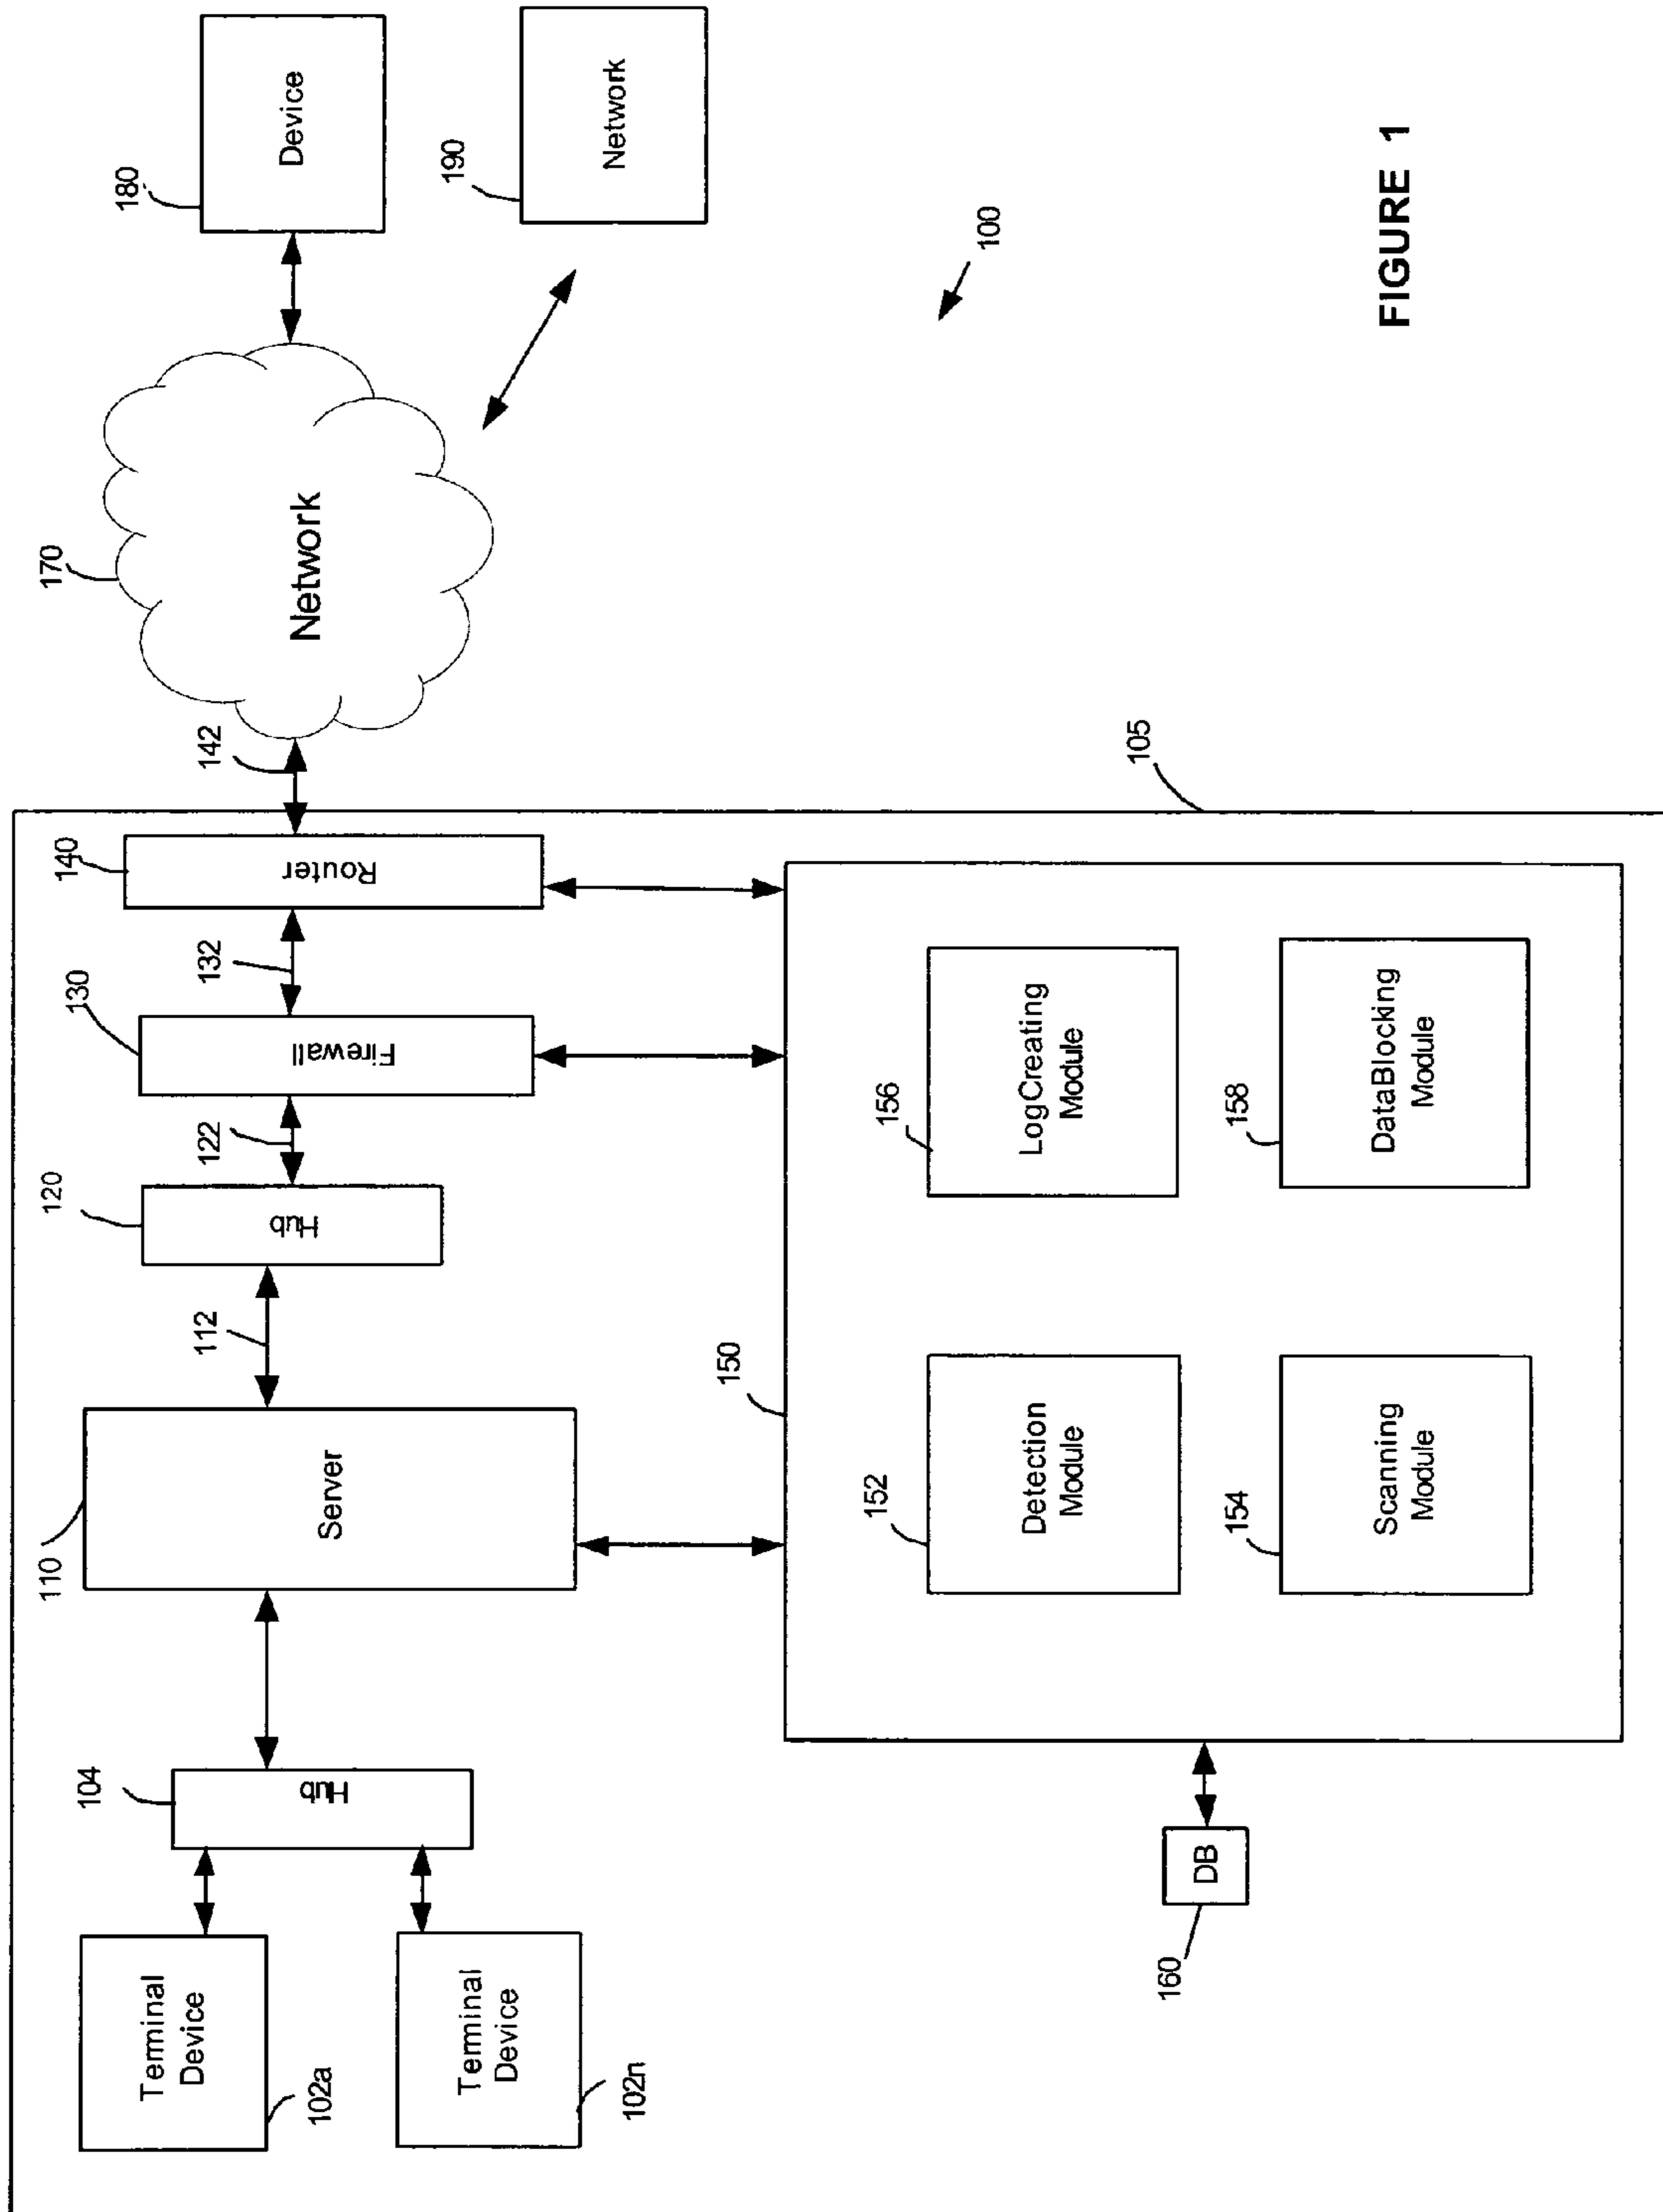 180
Device
190
Network
170
Network
100
142
140
Router
132
130
Firewall
122
120
Hub
112
110
Server
104
Hub
Terminal
Device
102a
Terminal
Device
102n
105
150
156
LogCreating
Module
158
DataBlocking
Module
152
Detection
Module
154
Scanning
Module
DB
160
FIGURE 1